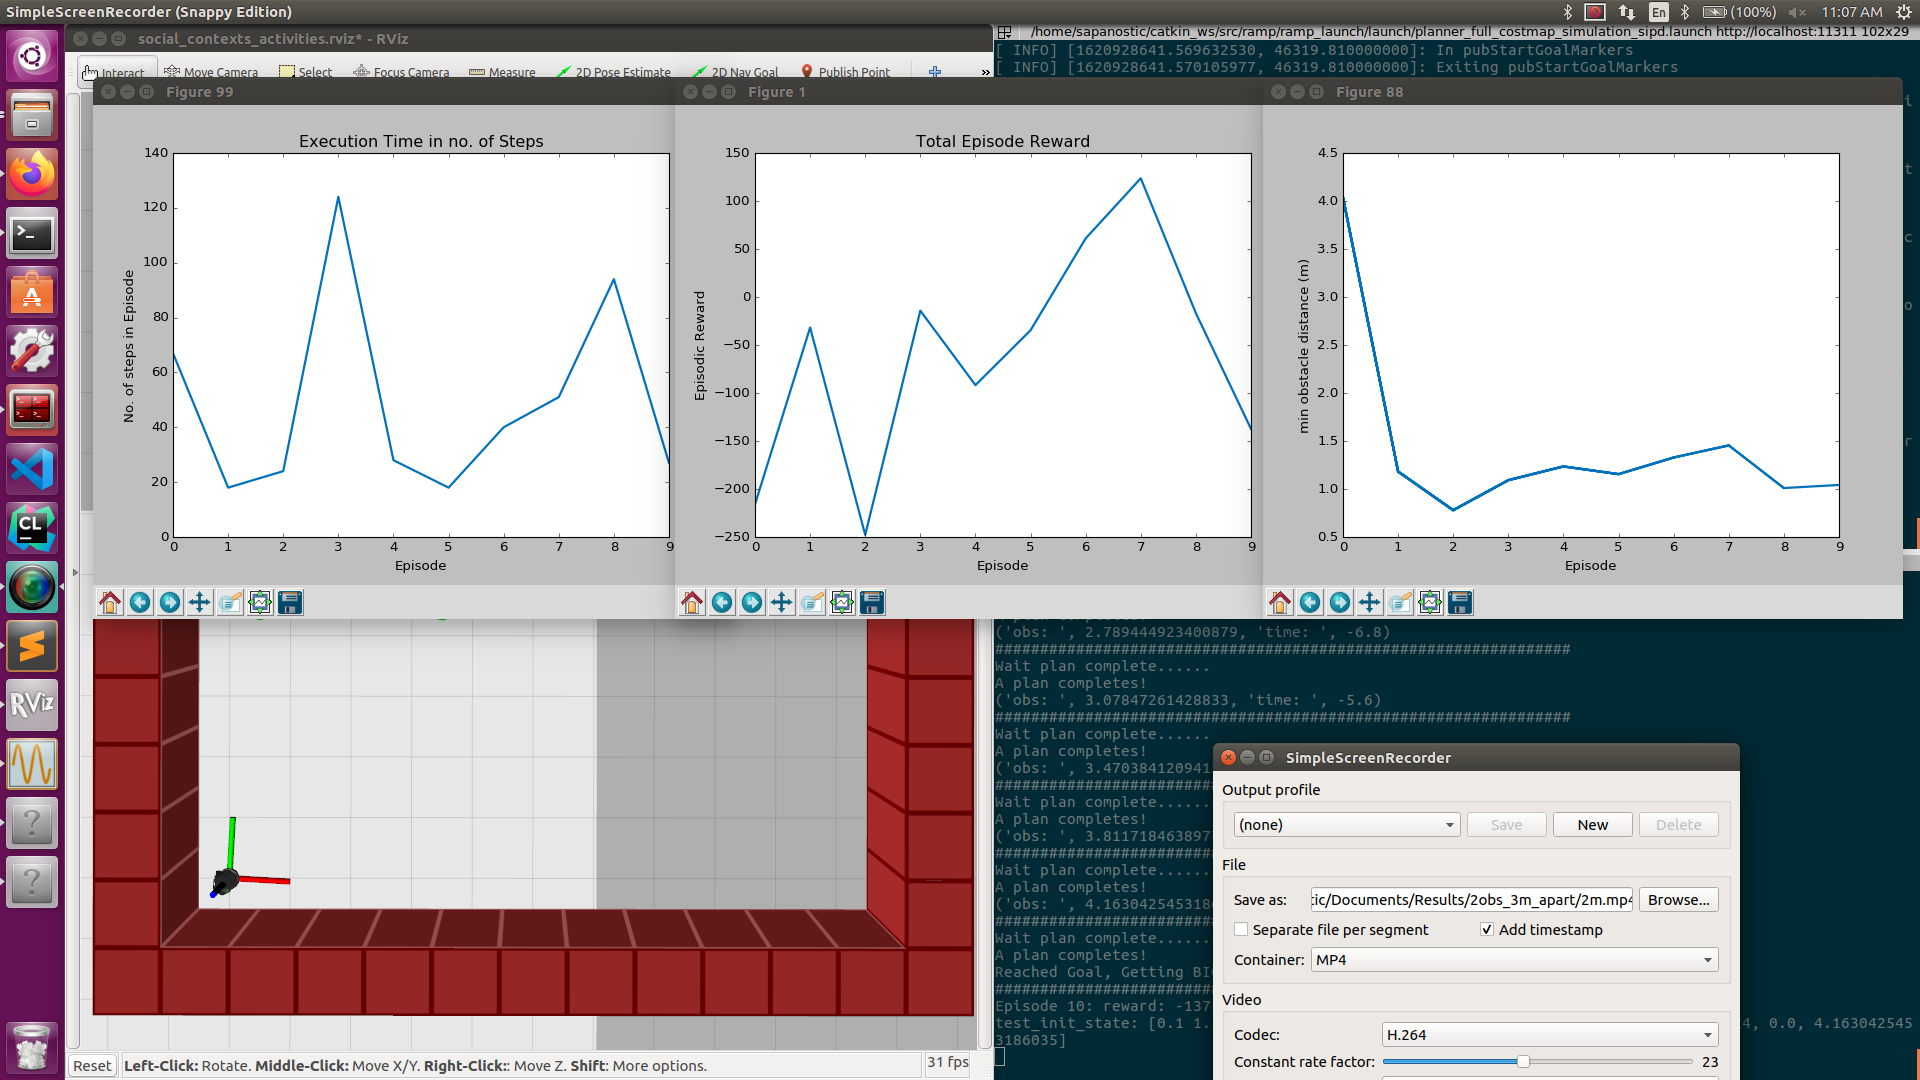 SimpleScreenRecorder (Snappy Edition)
En
(100%)
11:07 AM
social_contexts_activities.rviz* - RViz
/home/sapanostic/catkin_ws/src/ramp/ramp_launch/launch/planner_full_costmap_simulation_sipd.launch http://localhost:11311 102x29
Interact
Move Camera
Select
Focus Camera
Measure
2D Pose Estimate
2D Nav Goal
Publish Point
»
[ INFO] [1620928641.569632530, 46319.810000000]: In pubStartGoalMarkers
[ INFO] [1620928641.570105977, 46319.810000000]: Exiting pubStartGoalMarkers
Figure 99
Execution Time in no. of Steps
No. of steps in Episode
140
120
100
80
60
40
20
0
0 1 2 3 4 5 6 7 8 9
Episode
Figure 1
Total Episode Reward
Episodic Reward
150
100
50
0
−50
−100
−150
−200
−250
0 1 2 3 4 5 6 7 8 9
Episode
Figure 88
min obstacle distance (m)
4.5
4.0
3.5
3.0
2.5
2.0
1.5
1.0
0.5
0 1 2 3 4 5 6 7 8 9
Episode
i
t
c
o
r
CL
RViz
?
?
('obs: ', 2.789444923400879, 'time: ', -6.8)
################################################################
Wait plan complete......
A plan completes!
('obs: ', 3.07847261428833, 'time: ', -5.6)
################################################################
Wait plan complete......
A plan completes!
('obs: ', 3.470384120941
########################
Wait plan complete......
A plan completes!
('obs: ', 3.811718463897
########################
Wait plan complete......
A plan completes!
('obs: ', 4.163042545318
########################
Wait plan complete......
A plan completes!
Reached Goal, Getting BI
########################
Episode 10: reward: -137
test_init_state: [0.1 1.
4, 0.0, 4.163042545
3186035]
SimpleScreenRecorder
Output profile
(none)
Save
New
Delete
File
Save as:
tic/Documents/Results/2obs_3m_apart/2m.mp4
Browse...
Separate file per segment
Add timestamp
Container:
MP4
Video
Codec:
H.264
Constant rate factor:
23
Reset
Left-Click: Rotate. Middle-Click: Move X/Y. Right-Click:: Move Z. Shift: More options.
31 fps